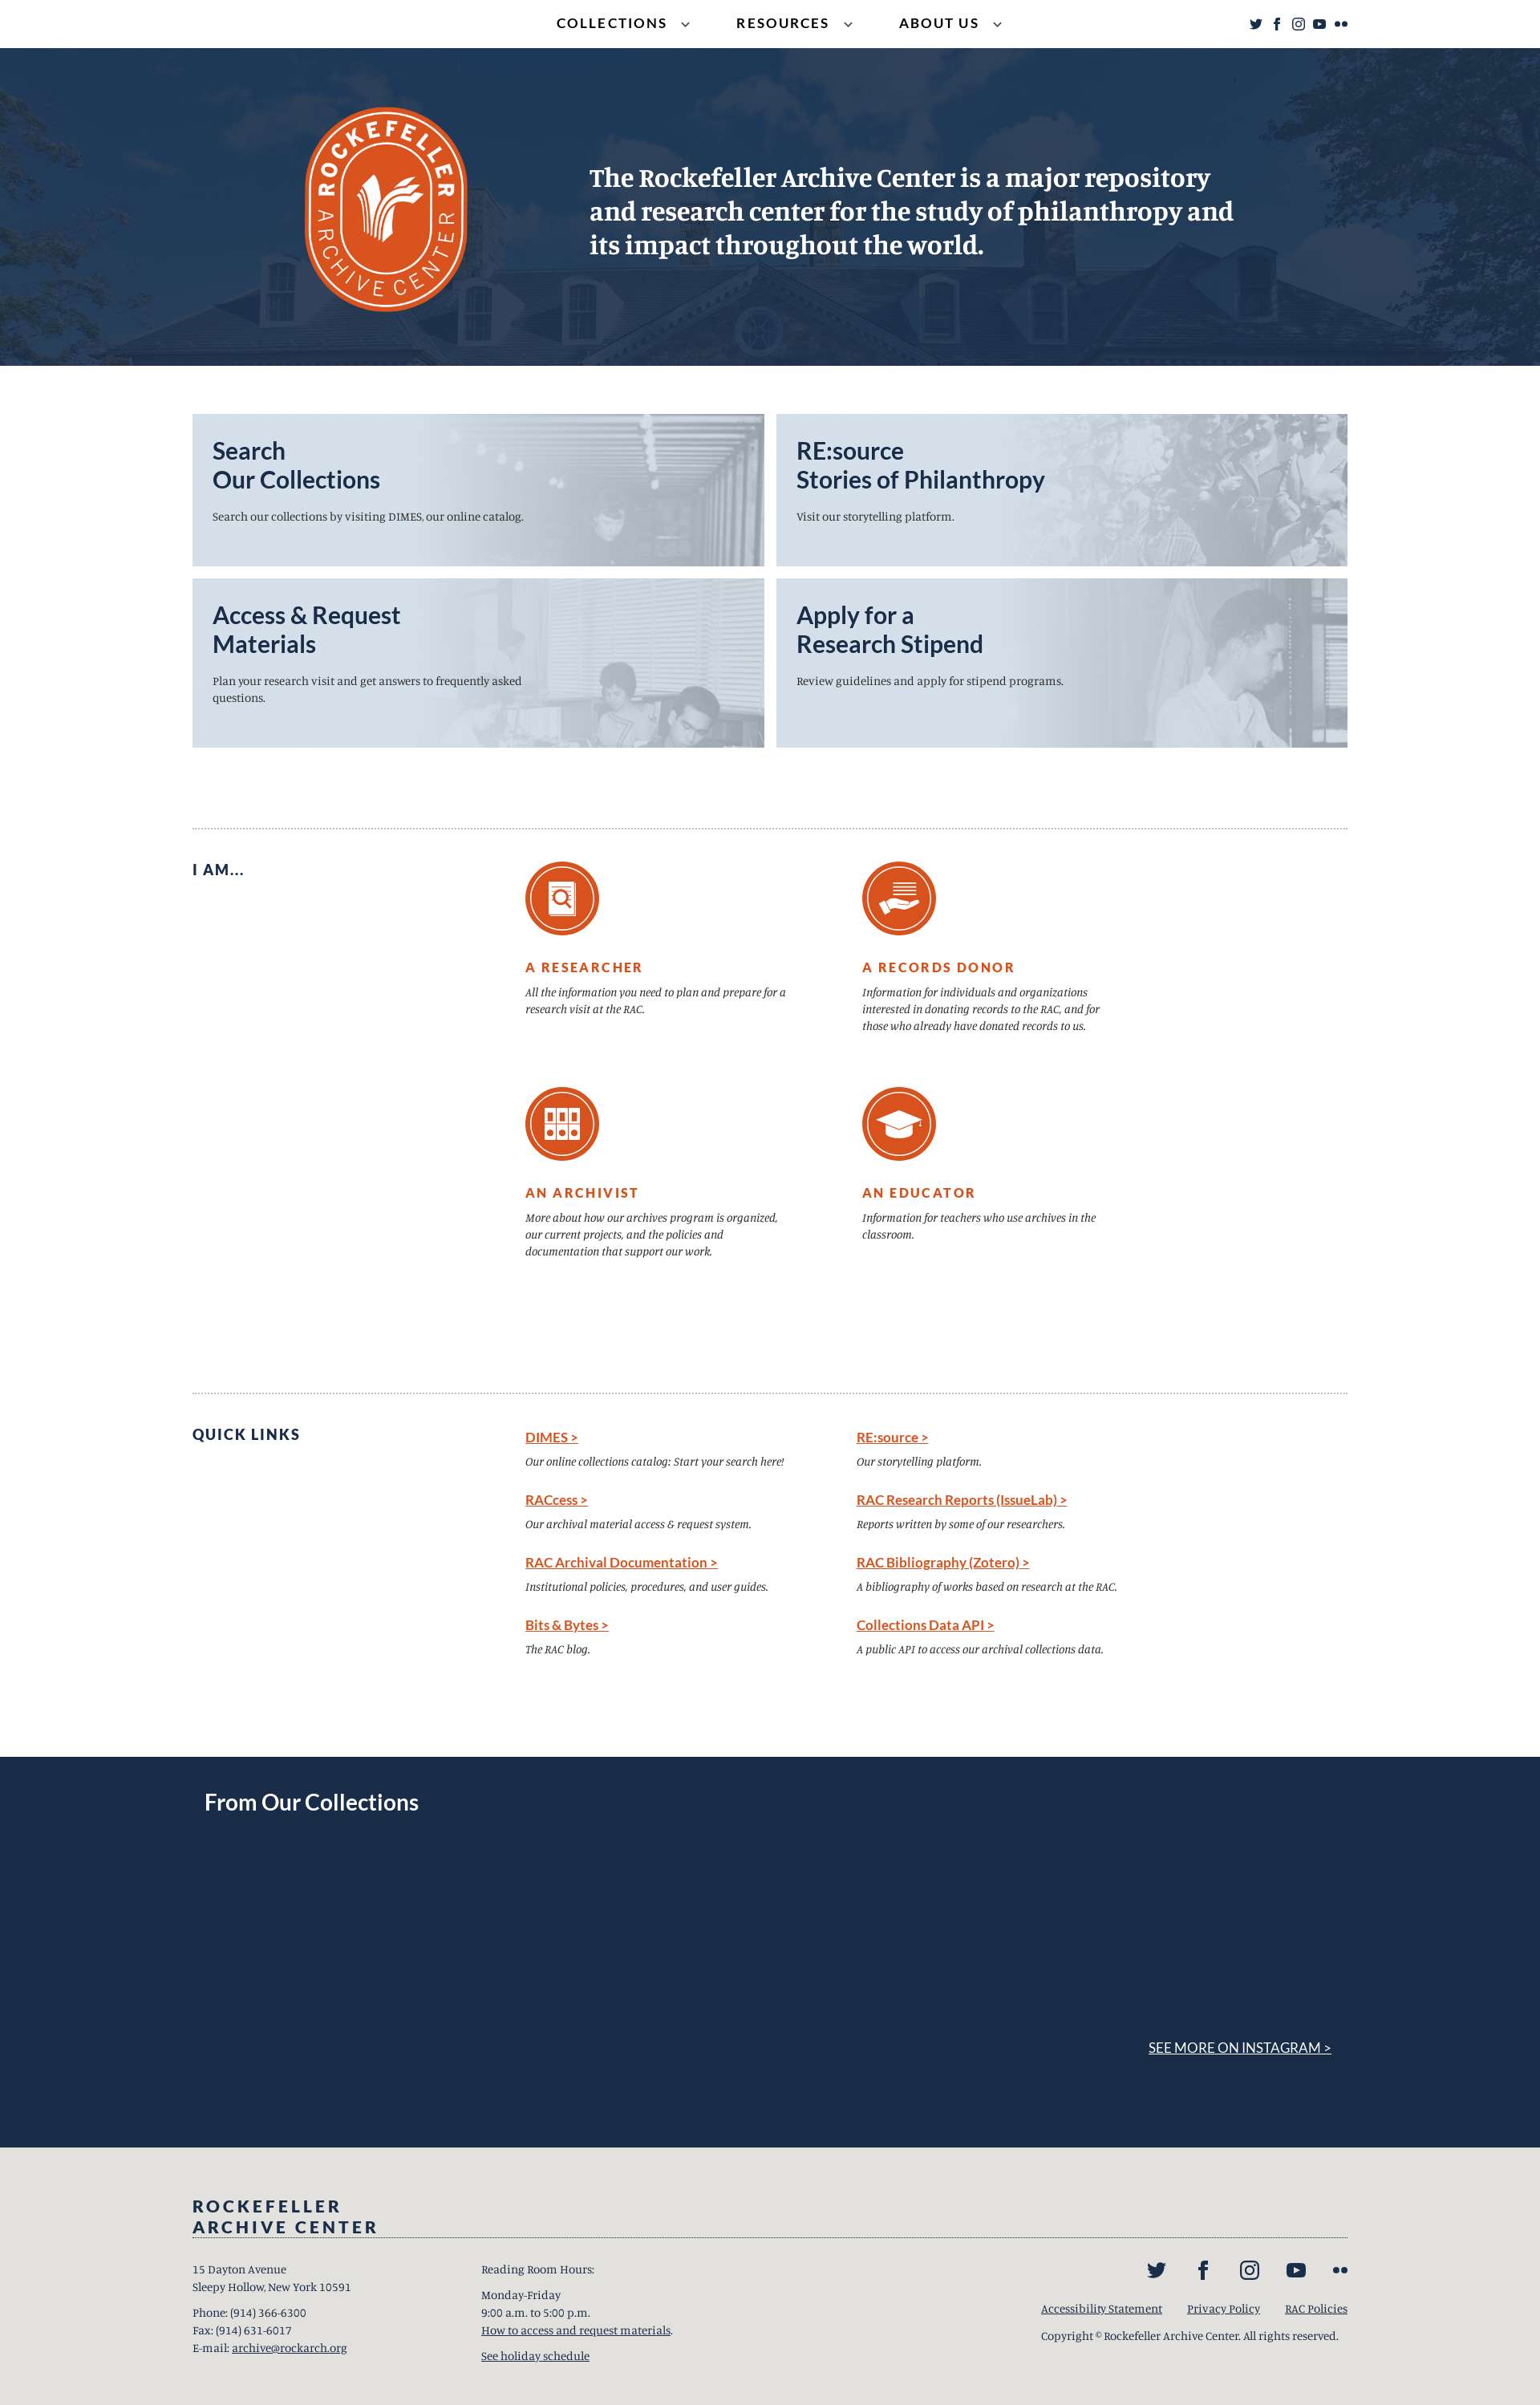 COLLECTIONS
RESOURCES
ABOUT US
ROCKEFELLER
ARCHIVE CENTER
The Rockefeller Archive Center is a major repository
and research center for the study of philanthropy and
its impact throughout the world.
Search
Our Collections
Search our collections by visiting DIMES, our online catalog.
RE:source
Stories of Philanthropy
Visit our storytelling platform.
Access & Request
Materials
Plan your research visit and get answers to frequently asked
questions.
Apply for a
Research Stipend
Review guidelines and apply for stipend programs.
I AM...
A RESEARCHER
All the information you need to plan and prepare for a
research visit at the RAC.
A RECORDS DONOR
Information for individuals and organizations
interested in donating records to the RAC, and for
those who already have donated records to us.
AN ARCHIVIST
More about how our archives program is organized,
our current projects, and the policies and
documentation that support our work.
AN EDUCATOR
Information for teachers who use archives in the
classroom.
QUICK LINKS
DIMES >
Our online collections catalog: Start your search here!
RACcess >
Our archival material access & request system.
RAC Archival Documentation >
Institutional policies, procedures, and user guides.
Bits & Bytes >
The RAC blog.
RE:source >
Our storytelling platform.
RAC Research Reports (IssueLab) >
Reports written by some of our researchers.
RAC Bibliography (Zotero) >
A bibliography of works based on research at the RAC.
Collections Data API >
A public API to access our archival collections data.
From Our Collections
SEE MORE ON INSTAGRAM >
ROCKEFELLER
ARCHIVE CENTER
15 Dayton Avenue
Sleepy Hollow, New York 10591
Phone: (914) 366-6300
Fax: (914) 631-6017
E-mail: archive@rockarch.org
Reading Room Hours:
Monday-Friday
9:00 a.m. to 5:00 p.m.
How to access and request materials.
See holiday schedule
Accessibility Statement
Privacy Policy
RAC Policies
Copyright © Rockefeller Archive Center. All rights reserved.